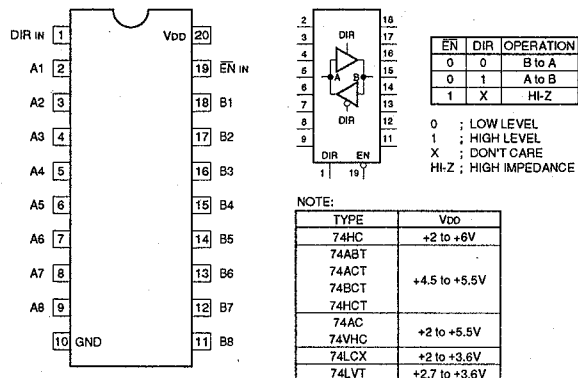 DIR IN 1 VDD 20
A1 2 19 EN IN
A2 3 18 B1
A3 4 17 B2
A4 5 16 B3
A5 6 15 B4
A6 7 14 B5
A7 8 13 B6
A8 9 12 B7
10 GND 11 B8
2 18
3 DIR 17
4 16
5 A B 15
6 14
7 13
8 DIR 12
9 11
DIR EN
1 19
EN DIR OPERATION
0 0 B to A
0 1 A to B
1 X HI-Z
0 ; LOW LEVEL
1 ; HIGH LEVEL
X ; DON'T CARE
HI-Z ; HIGH IMPEDANCE
NOTE:
TYPE VDD
74HC +2 to +6V
74ABT
74ACT
74BCT
74HCT
+4.5 to +5.5V
74AC
74VHC
+2 to +5.5V
74LCX +2 to +3.6V
74LVT +2.7 to +3.6V